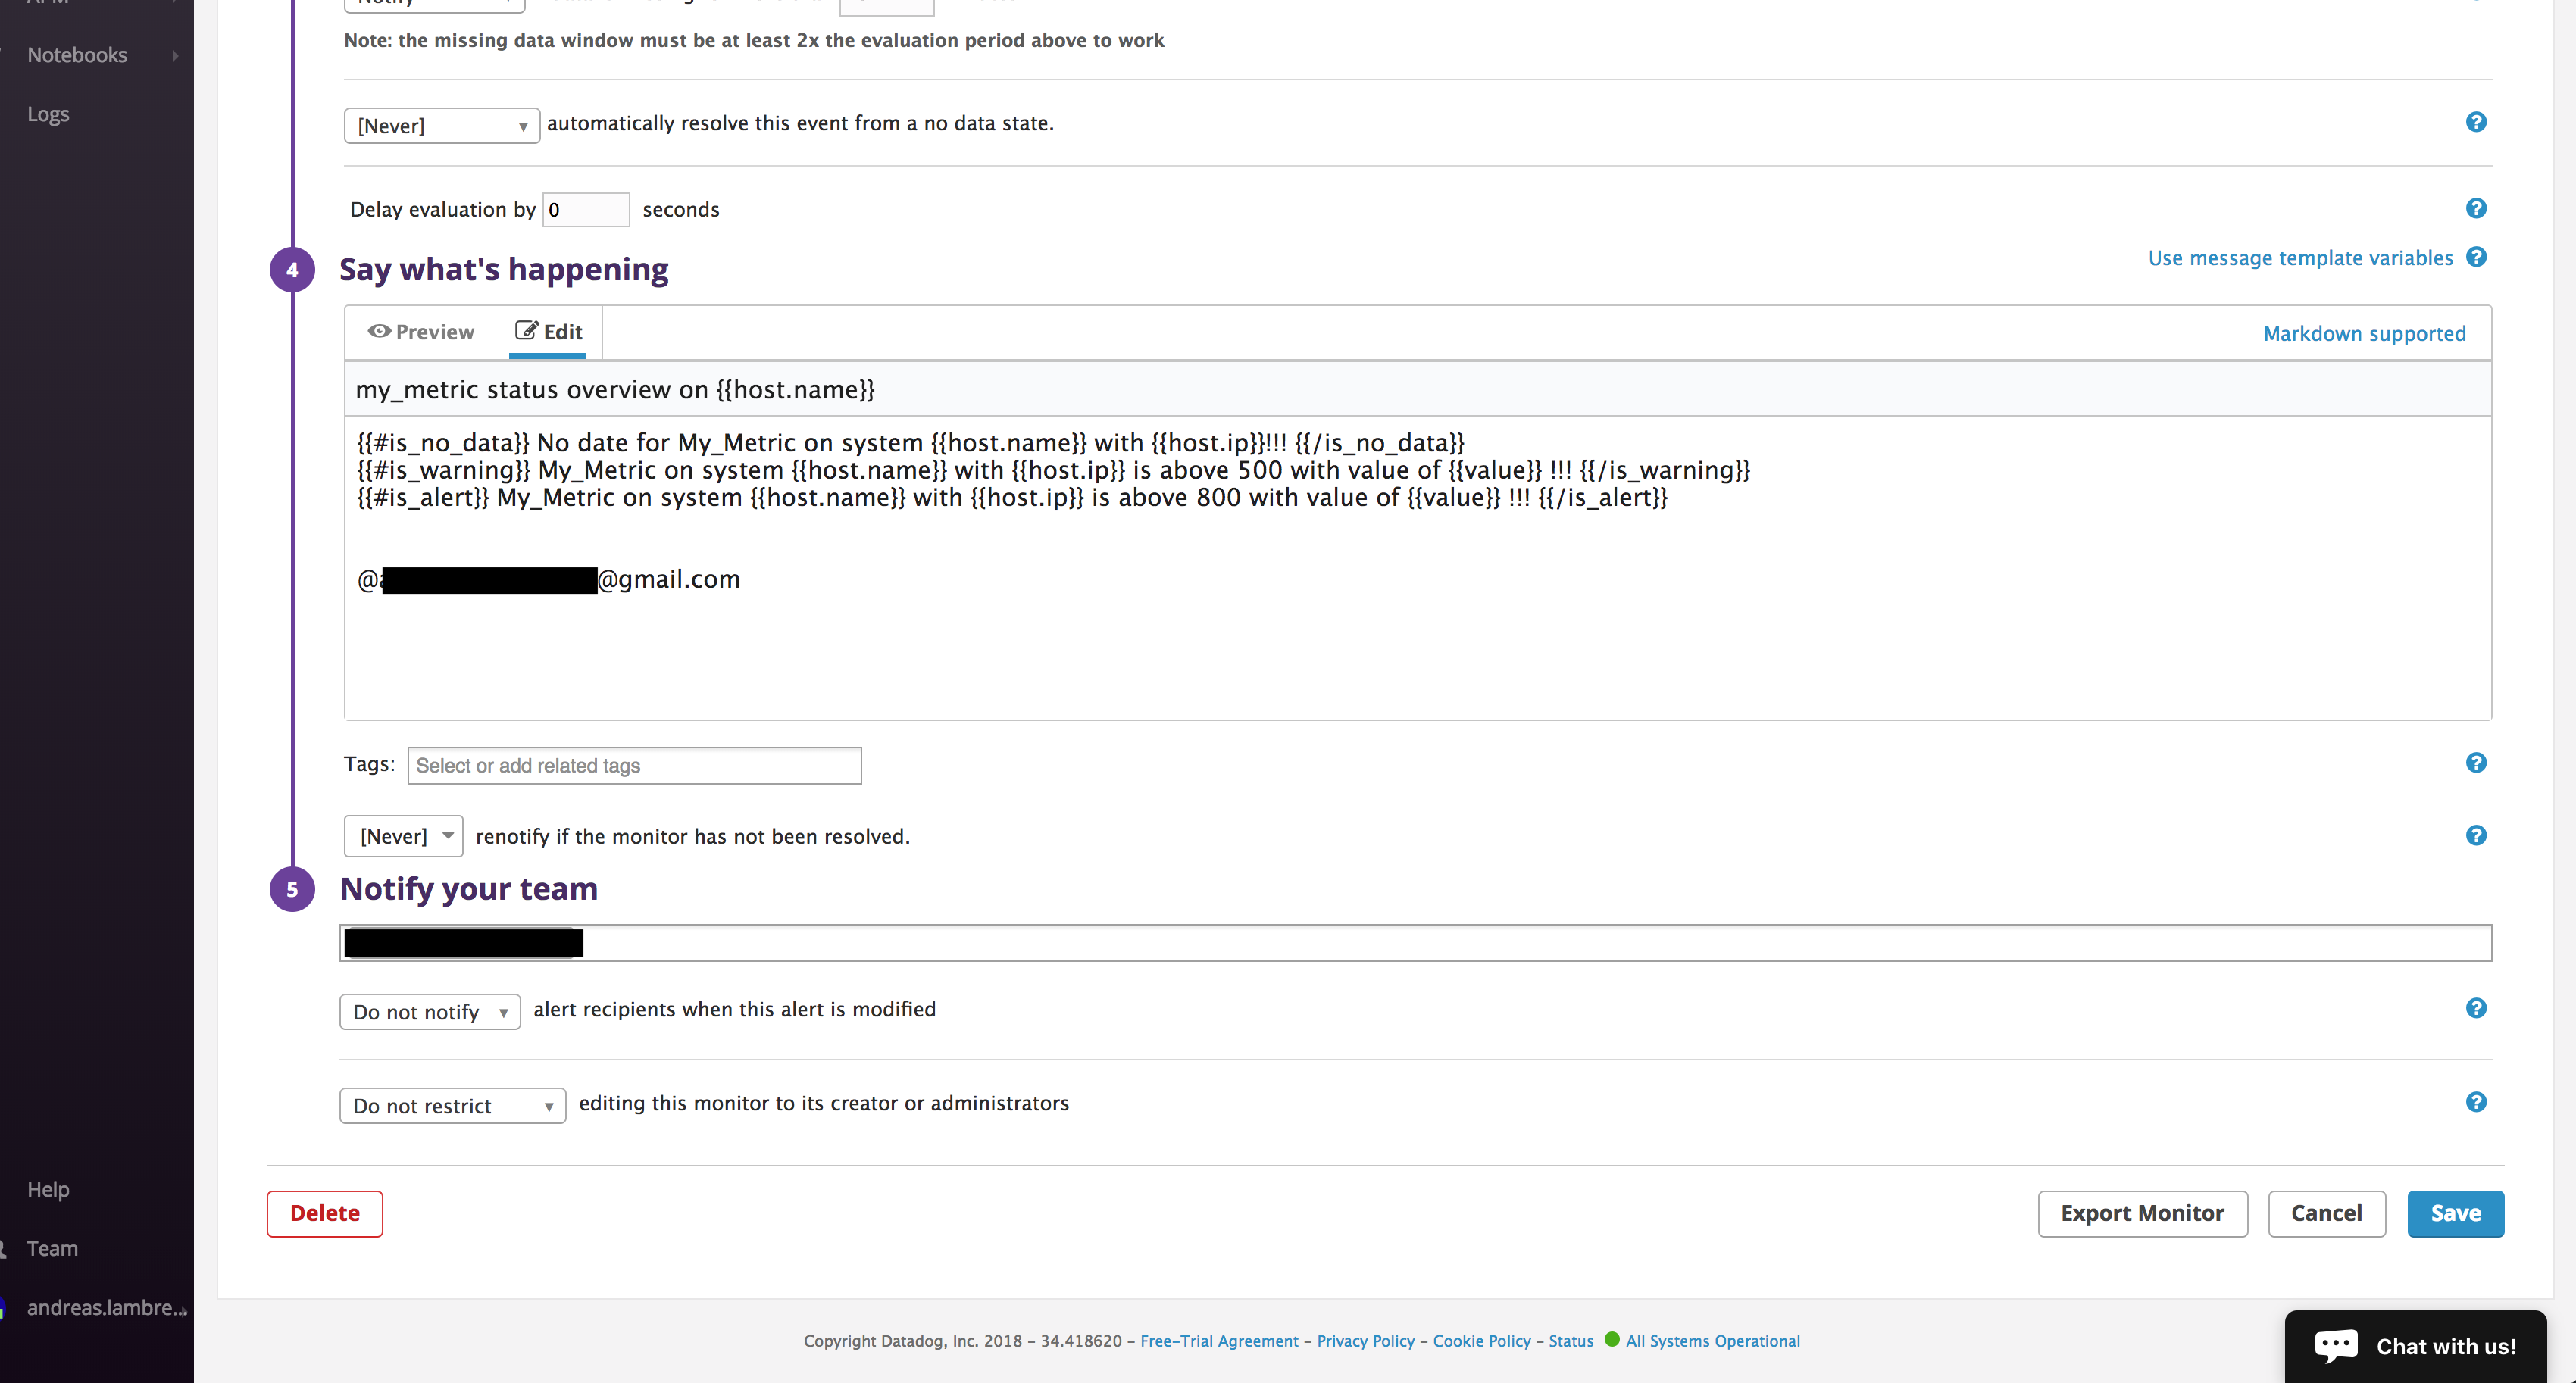 Notebooks
Logs
Note: the missing data window must be at least 2x the evaluation period above to work
[Never] automatically resolve this event from a no data state.
Delay evaluation by 0 seconds
4 Say what's happening
Use message template variables
Preview Edit
Markdown supported
my_metric status overview on {{host.name}}
{{#is_no_data}} No date for My_Metric on system {{host.name}} with {{host.ip}}!!! {{/is_no_data}}
{{#is_warning}} My_Metric on system {{host.name}} with {{host.ip}} is above 500 with value of {{value}} !!! {{/is_warning}}
{{#is_alert}} My_Metric on system {{host.name}} with {{host.ip}} is above 800 with value of {{value}} !!! {{/is_alert}}
@a @gmail.com
Tags: Select or add related tags
[Never] renotify if the monitor has not been resolved.
5 Notify your team
Do not notify alert recipients when this alert is modified
Do not restrict editing this monitor to its creator or administrators
Help
Team
andreas.lambre...
Delete
Export Monitor Cancel Save
Copyright Datadog, Inc. 2018 - 34.418620 - Free-Trial Agreement - Privacy Policy - Cookie Policy - Status All Systems Operational
Chat with us!